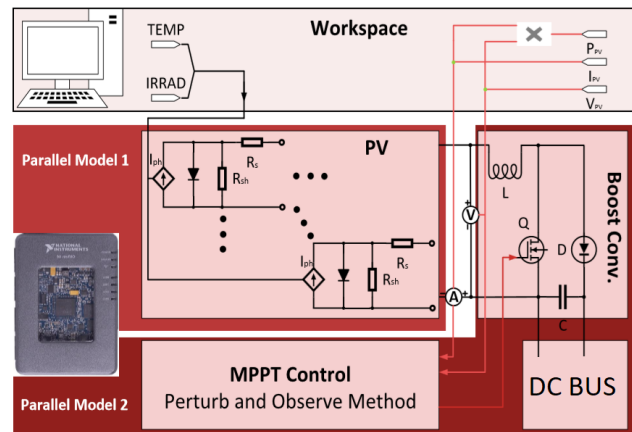 TEMP
IRRAD
Workspace
P_PV
I_PV
V_PV
Parallel Model 1
PV
I_ph
R_s
R_sh
I_ph
R_s
R_sh
V
A
L
Q
D
C
Boost Conv.
NATIONAL
INSTRUMENTS
MPPT Control
Perturb and Observe Method
Parallel Model 2
DC BUS